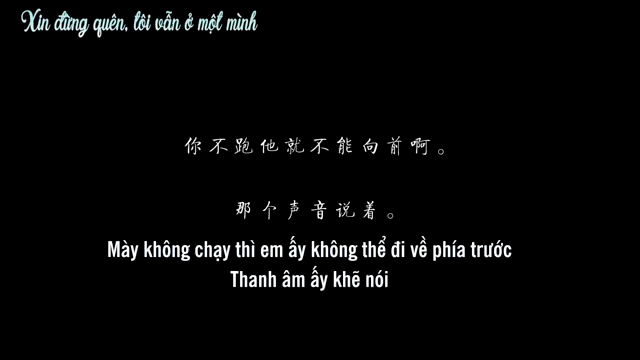 Xin đừng quên, tôi vẫn ở một mình
你不跑他就不能向前啊。
那个声音说着。
Mày không chạy thì em ấy không thể đi về phía trước
Thanh âm ấy khẽ nói